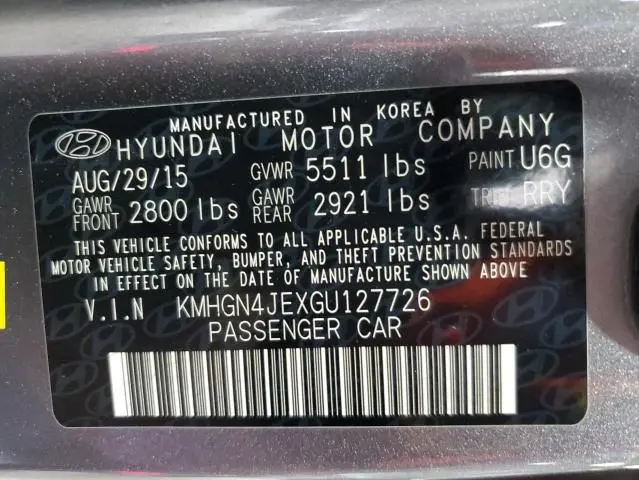 MANUFACTURED IN KOREA BY
HYUNDAI MOTOR COMPANY
AUG/29/15 GVWR 5511 lbs PAINT U6G
GAWR FRONT 2800 lbs GAWR REAR 2921 lbs TRIM RRY
THIS VEHICLE CONFORMS TO ALL APPLICABLE U.S.A. FEDERAL
MOTOR VEHICLE SAFETY, BUMPER, AND THEFT PREVENTION STANDARDS
IN EFFECT ON THE DATE OF MANUFACTURE SHOWN ABOVE.
V.I.N KMHGN4JEXGU127726
PASSENGER CAR